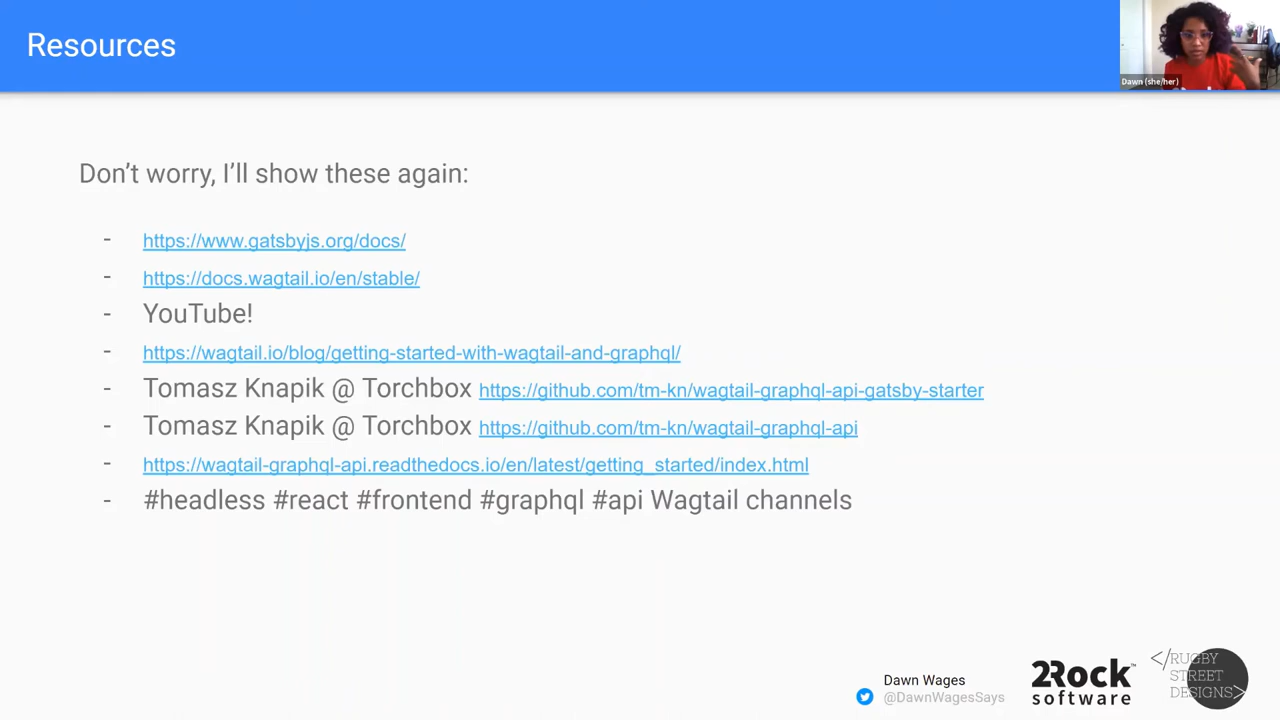 Resources
Dawn (she/her)
Don't worry, I'll show these again:
- https://www.gatsbyjs.org/docs/
- https://docs.wagtail.io/en/stable/
- YouTube!
- https://wagtail.io/blog/getting-started-with-wagtail-and-graphql/
- Tomasz Knapik @ Torchbox https://github.com/tm-kn/wagtail-graphql-api-gatsby-starter
- Tomasz Knapik @ Torchbox https://github.com/tm-kn/wagtail-graphql-api
- https://wagtail-graphql-api.readthedocs.io/en/latest/getting_started/index.html
- #headless #react #frontend #graphql #api Wagtail channels
Dawn Wages
@DawnWagesSays
2Rock™
software
</RUGBY
STREET
DESIGNS>